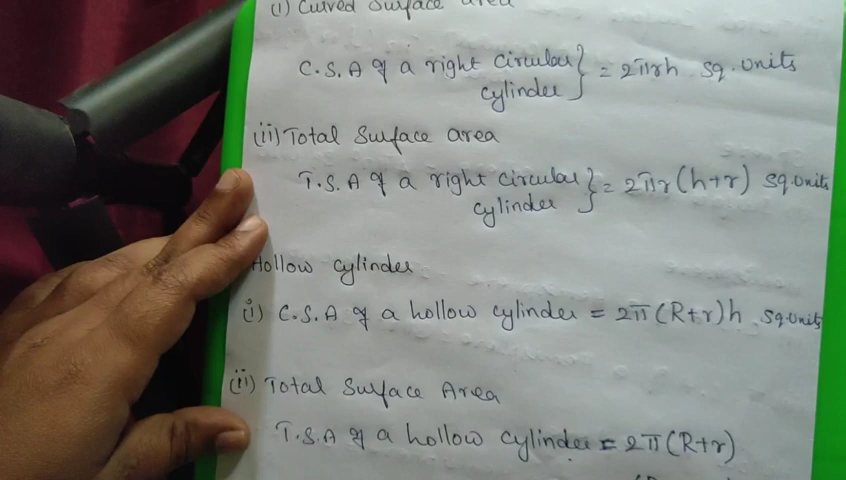 (i) Curved Surface area
C.S.A of a right circular } = 2πrh sq.units
cylinder
(ii) Total Surface area
T.S.A of a right circular } = 2πr(h+r) sq.units
cylinder
Hollow cylinder
i) C.S.A of a hollow cylinder = 2π(R+r)h sq.units
(ii) Total Surface Area
T.S.A of a hollow cylinder = 2π(R+r)